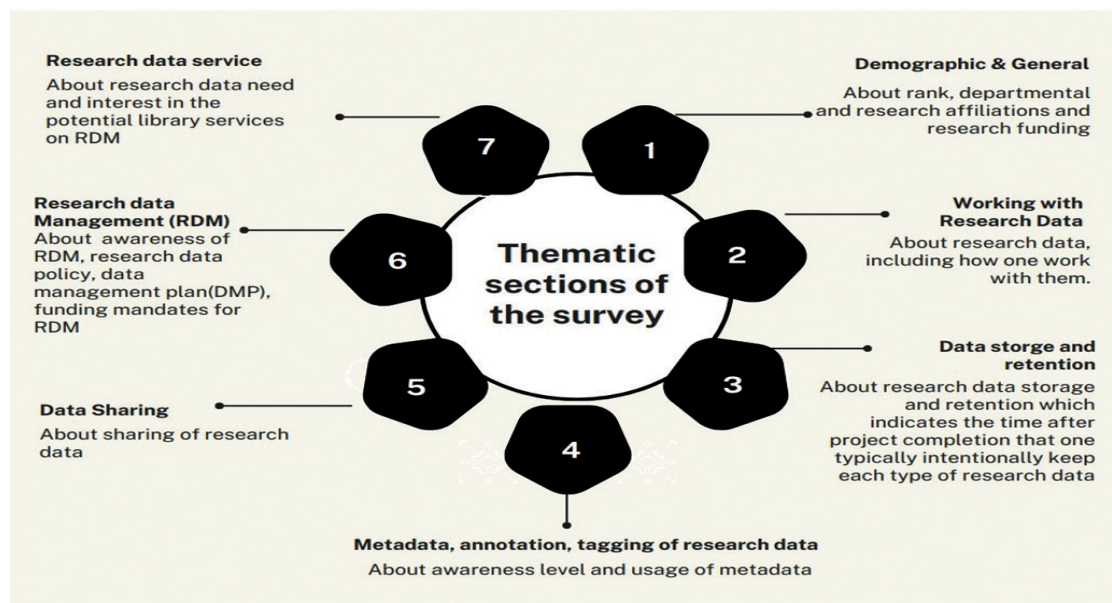 Thematic
sections of
the survey
1
Demographic & General
About rank, departmental
and research affiliations and
research funding
2
Working with
Research Data
About research data,
including how one work
with them.
3
Data storge and
retention
About research data storage
and retention which
indicates the time after
project completion that one
typically intentionally keep
each type of research data
4
Metadata, annotation, tagging of research data
About awareness level and usage of metadata
5
Data Sharing
About sharing of research
data
6
Research data
Management (RDM)
About awareness of
RDM, research data
policy, data
management plan(DMP),
funding mandates for
RDM
7
Research data service
About research data need
and interest in the
potential library services
on RDM